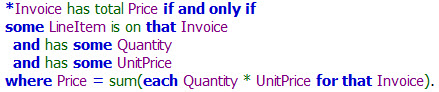 *Invoice has total Price if and only if
some LineItem is on that Invoice
and has some Quantity
and has some UnitPrice
where Price = sum(each Quantity * UnitPrice for that Invoice).